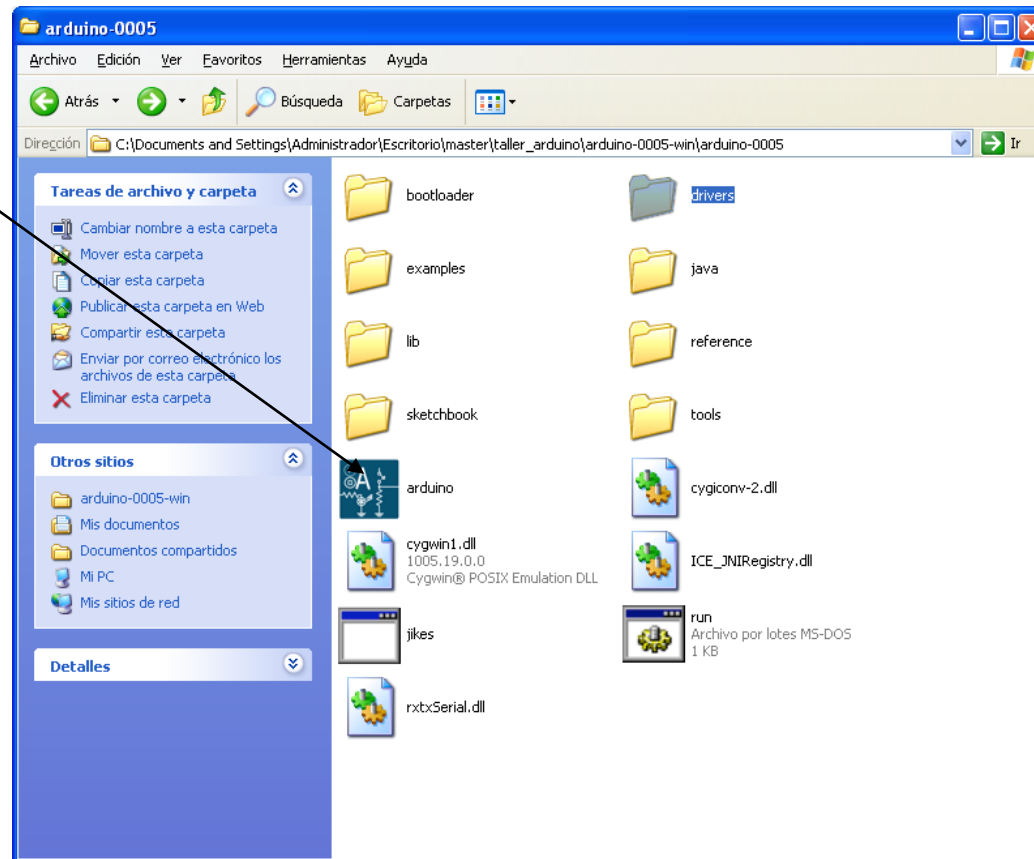 arduino-0005
Archivo Edición Ver Favoritos Herramientas Ayuda
Atrás Búsqueda Carpetas
Dirección C:\Documents and Settings\Administrador\Escritorio\master\taller_arduino\arduino-0005-win\arduino-0005 Ir
Tareas de archivo y carpeta
Cambiar nombre a esta carpeta
Mover esta carpeta
Copiar esta carpeta
Publicar esta carpeta en Web
Compartir esta carpeta
Enviar por correo electrónico los
archivos de esta carpeta
Eliminar esta carpeta
Otros sitios
arduino-0005-win
Mis documentos
Documentos compartidos
Mi PC
Mis sitios de red
Detalles
bootloader
drivers
examples
java
lib
reference
sketchbook
tools
arduino
cygiconv-2.dll
cygwin1.dll
1005.19.0.0
Cygwin® POSIX Emulation DLL
ICE_JNIRegistry.dll
jikes
run
Archivo por lotes MS-DOS
1 KB
rxtxSerial.dll